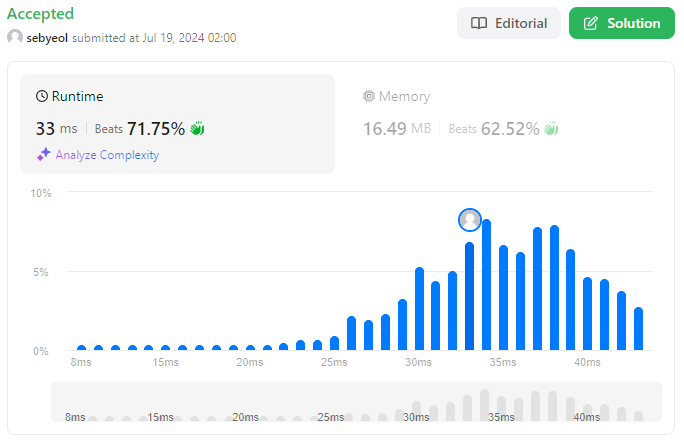 Accepted
sebyeol submitted at Jul 19, 2024 02:00
Editorial
Solution
Runtime
33 ms | Beats 71.75%
Analyze Complexity
Memory
16.49 MB | Beats 62.52%
10%
5%
0%
8ms 15ms 20ms 25ms 30ms 35ms 40ms
8ms 15ms 20ms 25ms 30ms 35ms 40ms